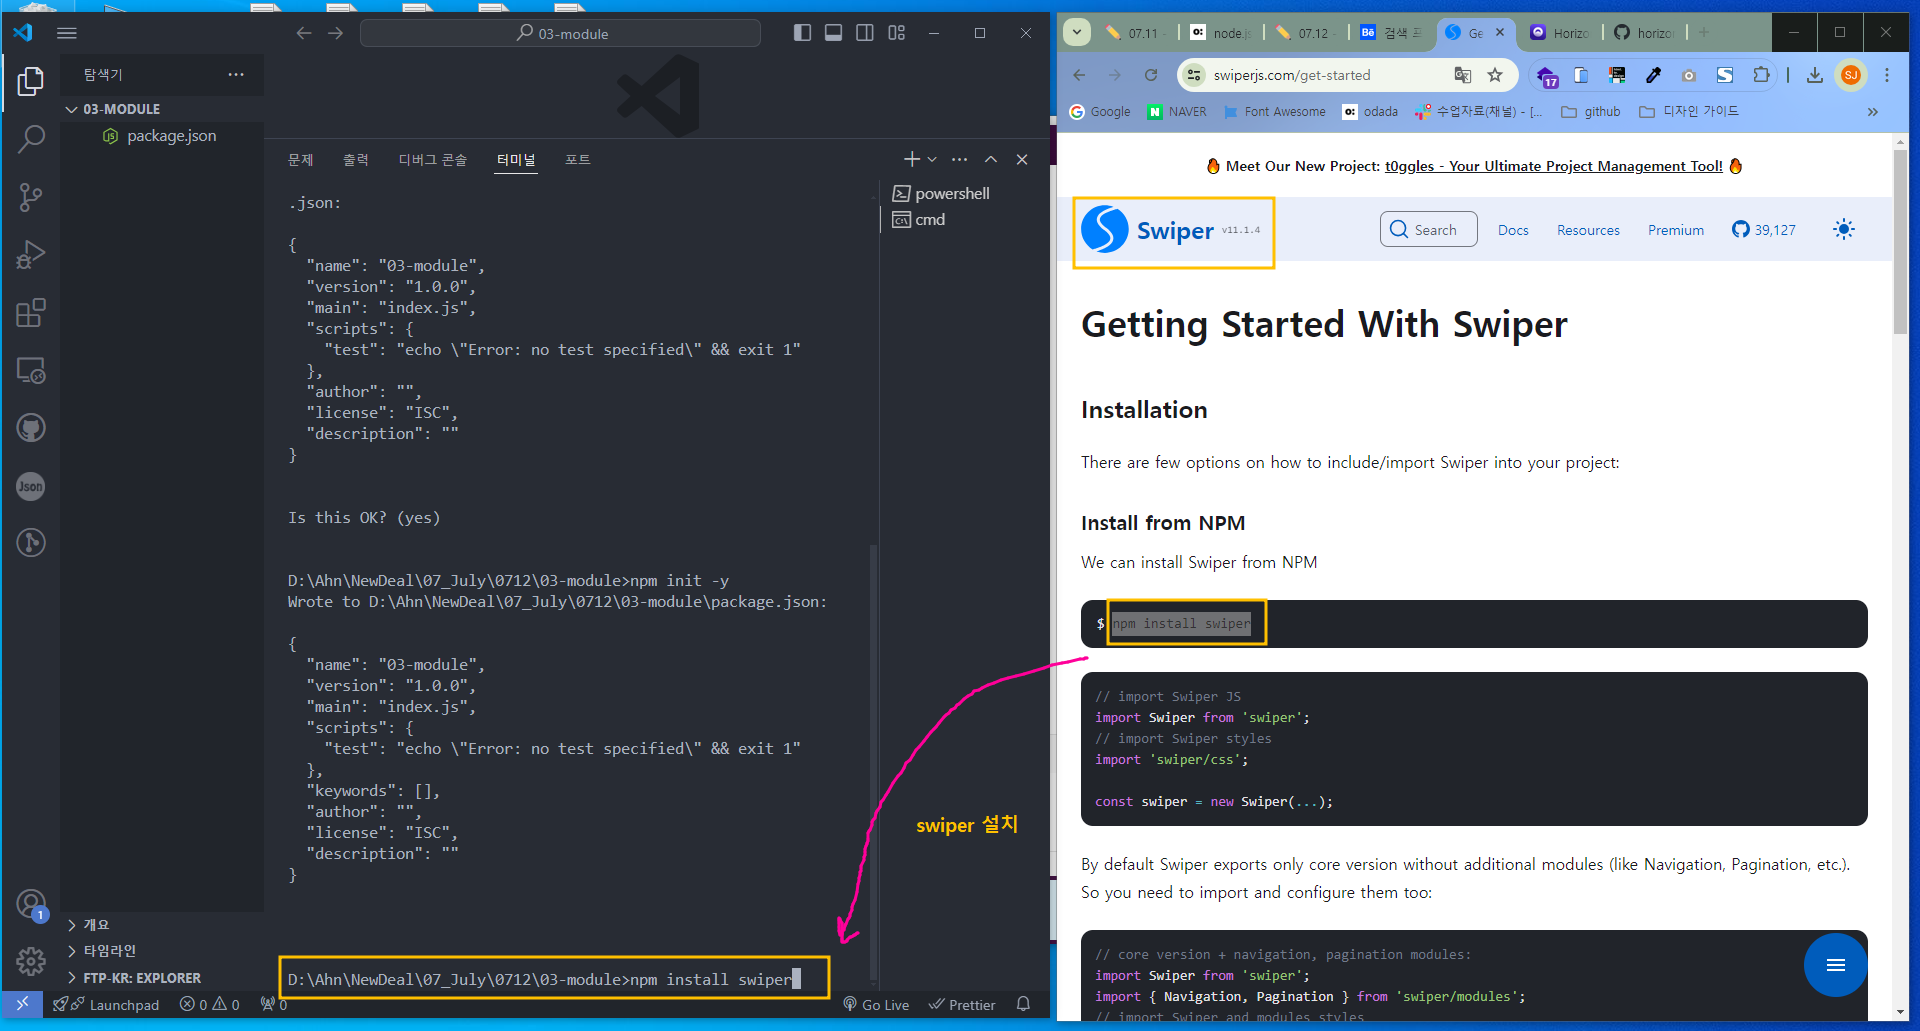 03-module
탐색기
03-MODULE
package.json
개요
타임라인
FTP-KR: EXPLORER
문제 출력 디버그 콘솔 터미널 포트
powershell
cmd
.json:
{
"name": "03-module",
"version": "1.0.0",
"main": "index.js",
"scripts": {
"test": "echo \"Error: no test specified\" && exit 1"
},
"author": "",
"license": "ISC",
"description": ""
}
Is this OK? (yes)
D:\Ahn\NewDeal\07_July\0712\03-module>npm init -y
Wrote to D:\Ahn\NewDeal\07_July\0712\03-module\package.json:
{
"name": "03-module",
"version": "1.0.0",
"main": "index.js",
"scripts": {
"test": "echo \"Error: no test specified\" && exit 1"
},
"keywords": [],
"author": "",
"license": "ISC",
"description": ""
}
swiper 설치
D:\Ahn\NewDeal\07_July\0712\03-module>npm install swiper
Json
1
Launchpad 0 0 0 Go Live Prettier
07.11 node.js 07.12 Bē 검색 Ge Horizo horizo
swiperjs.com/get-started 17 SJ
Google NAVER Font Awesome odada 수업자료(채널) - [... github 디자인 가이드
Meet Our New Project: t0ggles - Your Ultimate Project Management Tool!
Swiper v11.1.4 Search Docs Resources Premium 39,127
Getting Started With Swiper
Installation
There are few options on how to include/import Swiper into your project:
Install from NPM
We can install Swiper from NPM
$ npm install swiper
// import Swiper JS
import Swiper from 'swiper';
// import Swiper styles
import 'swiper/css';
const swiper = new Swiper(...);
By default Swiper exports only core version without additional modules (like Navigation, Pagination, etc.).
So you need to import and configure them too:
// core version + navigation, pagination modules:
import Swiper from 'swiper';
import { Navigation, Pagination } from 'swiper/modules';
// import Swiper and modules styles